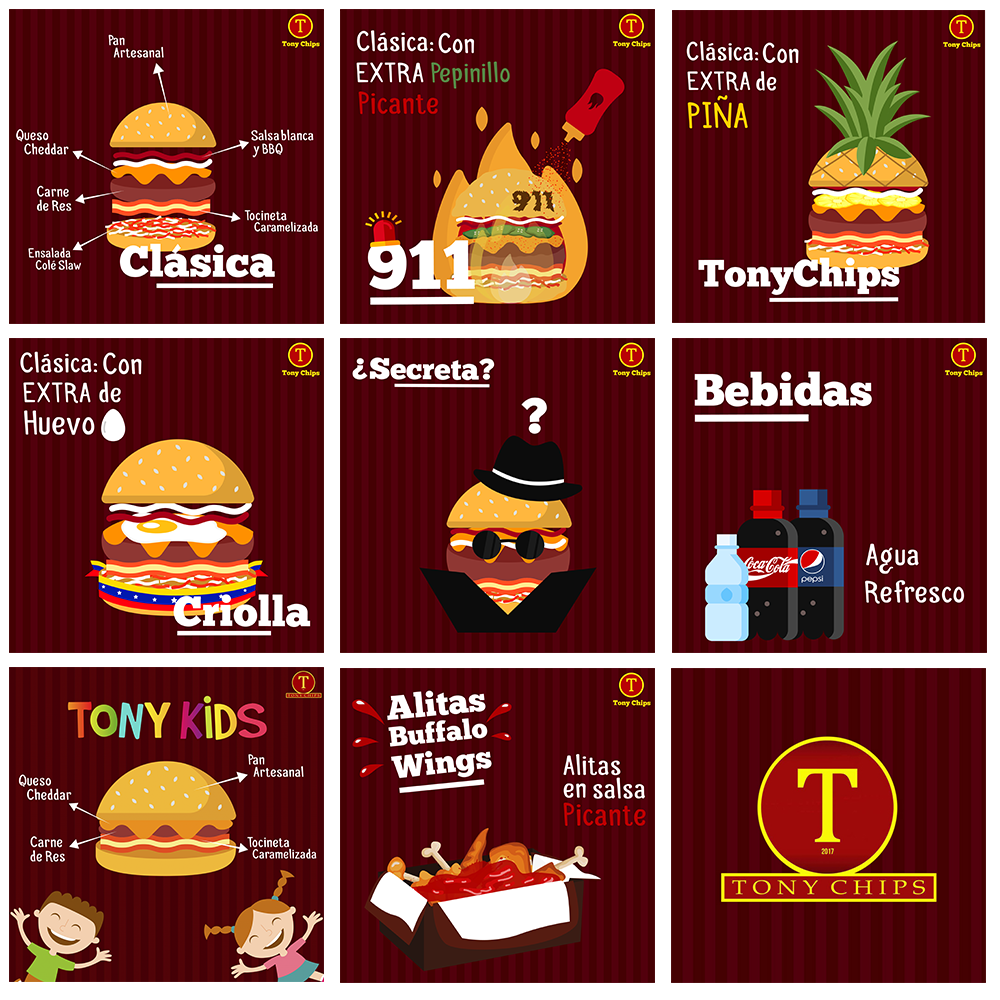 T
Tony Chips
Pan
Artesanal
Queso
Cheddar
Salsa blanca
y BBQ
Carne
de Res
Tocineta
Caramelizada
Ensalada
Colé Slaw
Clásica
Clásica: Con
EXTRA Pepinillo
Picante
T
Tony Chips
911
911
Clásica: Con
EXTRA de
PIÑA
T
Tony Chips
TonyChips
Clásica: Con
EXTRA de
Huevo
T
Tony Chips
Criolla
¿Secreta?
T
Tony Chips
?
Bebidas
T
Tony Chips
Coca-Cola
pepsi
Agua
Refresco
T
TONY CHIPS
TONY KiDS
Pan
Artesanal
Queso
Cheddar
Carne
de Res
Tocineta
Caramelizada
Alitas
Buffalo
Wings
T
Tony Chips
Alitas
en salsa
Picante
T
2017
TONY CHIPS